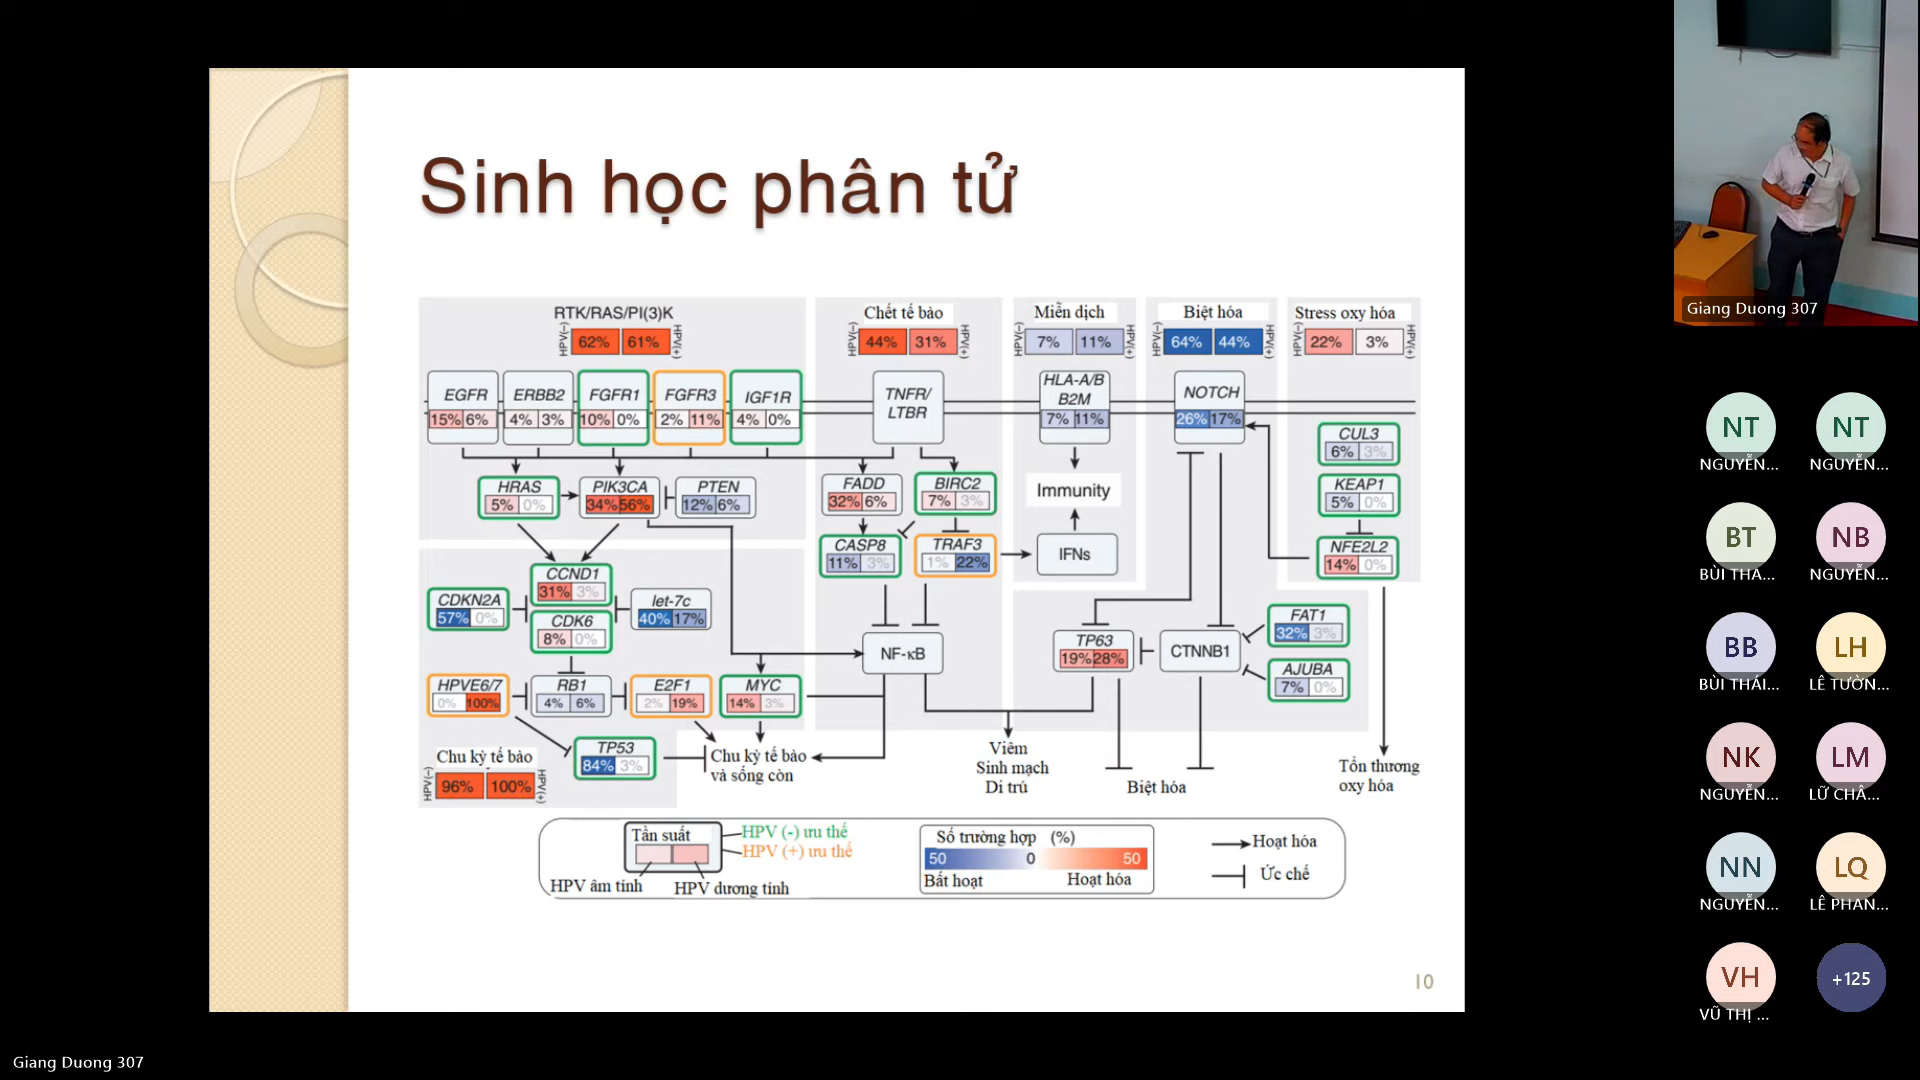 Sinh học phân tử
RTK/RAS/PI(3)K
HPV(–) 62% 61% HPV(+)
Chết tế bào
HPV(–) 44% 31% HPV(+)
Miễn dịch
HPV(–) 7% 11% HPV(+)
Biệt hóa
HPV(–) 64% 44% HPV(+)
Stress oxy hóa
HPV(–) 22% 3% HPV(+)
EGFR
15% 6%
ERBB2
4% 3%
FGFR1
10% 0%
FGFR3
2% 11%
IGF1R
4% 0%
TNFR/
LTBR
HLA-A/B
B2M
7% 11%
NOTCH
26% 17%
CUL3
6% 3%
KEAP1
5% 0%
NFE2L2
14% 0%
HRAS
5% 0%
PIK3CA
34% 56%
PTEN
12% 6%
FADD
32% 6%
BIRC2
7% 3%
Immunity
CASP8
11% 3%
TRAF3
1% 22%
IFNs
CCND1
31% 3%
CDKN2A
57% 0%
let-7c
40% 17%
CDK6
8% 0%
NF-κB
TP63
19% 28%
CTNNB1
FAT1
32% 3%
AJUBA
7% 0%
HPVE6/7
0% 100%
RB1
4% 6%
E2F1
2% 19%
MYC
14% 3%
TP53
84% 3%
Chu kỳ tế bào
HPV(–) 96% 100% HPV(+)
Chu kỳ tế bào
và sống còn
Viêm
Sinh mạch
Di trú
Biệt hóa
Tổn thương
oxy hóa
Tần suất
HPV (-) ưu thế
HPV (+) ưu thế
HPV âm tính
HPV dương tính
Số trường hợp (%)
50 0 50
Bất hoạt Hoạt hóa
Hoạt hóa
Ức chế
10
Giang Duong 307
NT
NGUYỄN...
NT
NGUYỄN...
BT
BÙI THA...
NB
NGUYỄN...
BB
BÙI THÁI...
LH
LÊ TƯỜN...
NK
NGUYỄN...
LM
LỮ CHÂ...
NN
NGUYỄN...
LQ
LÊ PHAN...
VH
VŨ THỊ ...
+125
Giang Duong 307